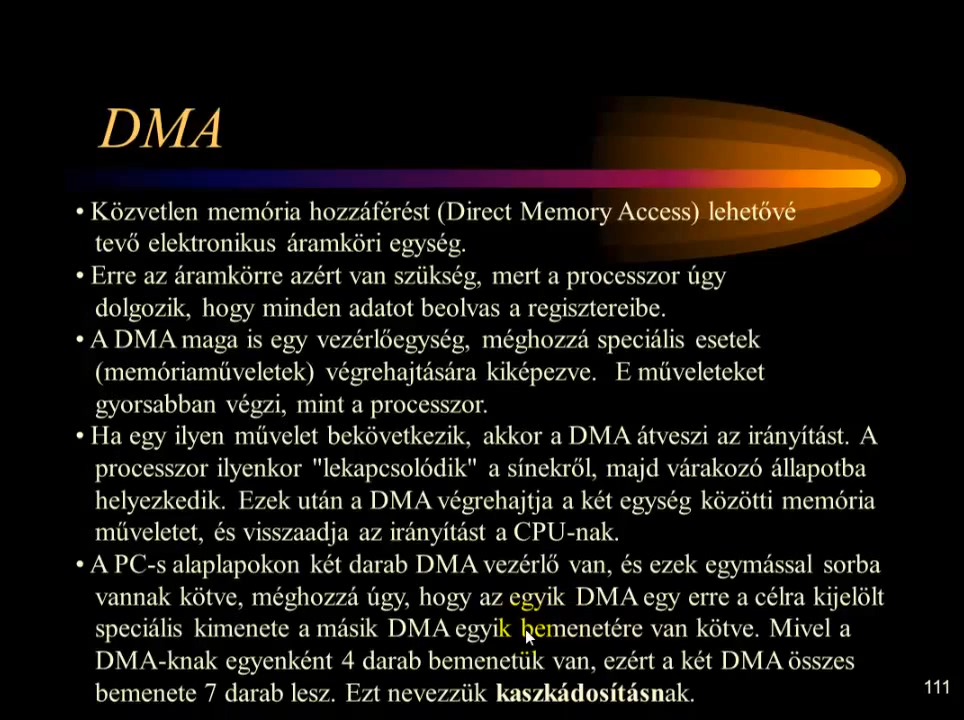 DMA
• Közvetlen memória hozzáférést (Direct Memory Access) lehetővé
tevő elektronikus áramköri egység.
• Erre az áramkörre azért van szükség, mert a processzor úgy
dolgozik, hogy minden adatot beolvas a regisztereibe.
• A DMA maga is egy vezérlőegység, méghozzá speciális esetek
(memóriaműveletek) végrehajtására kiképezve. E műveleteket
gyorsabban végzi, mint a processzor.
• Ha egy ilyen művelet bekövetkezik, akkor a DMA átveszi az irányítást. A
processzor ilyenkor "lekapcsolódik" a sínekről, majd várakozó állapotba
helyezkedik. Ezek után a DMA végrehajtja a két egység közötti memória
műveletet, és visszaadja az irányítást a CPU-nak.
• A PC-s alaplapokon két darab DMA vezérlő van, és ezek egymással sorba
vannak kötve, méghozzá úgy, hogy az egyik DMA egy erre a célra kijelölt
speciális kimenete a másik DMA egyik bemenetére van kötve. Mivel a
DMA-knak egyenként 4 darab bemenetük van, ezért a két DMA összes
bemenete 7 darab lesz. Ezt nevezzük kaszkádosításnak.
111